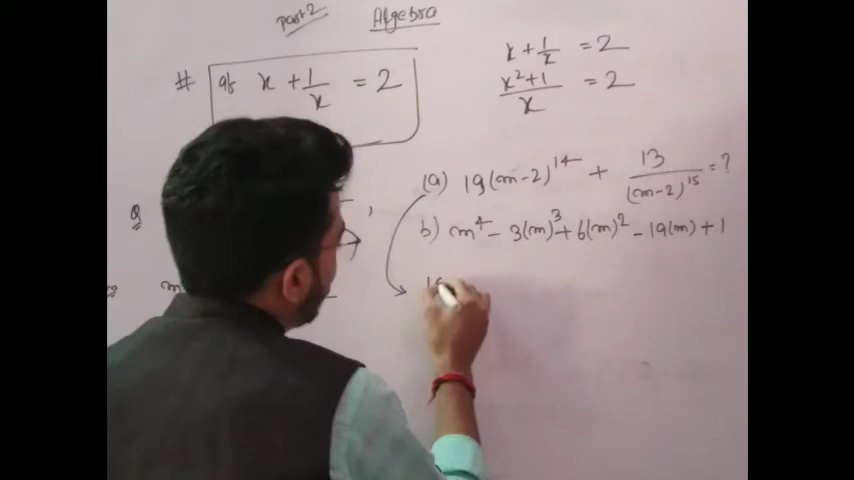 Part 2
Algebra
# If x + 1/x = 2
x + 1/x = 2
(x² + 1)/x = 2
(a) 19(m-2)¹⁴ + 13/(m-2)¹⁵ = ?
Q
b) m⁴ - 3(m)³ + 6(m)² - 19(m) + 1
m